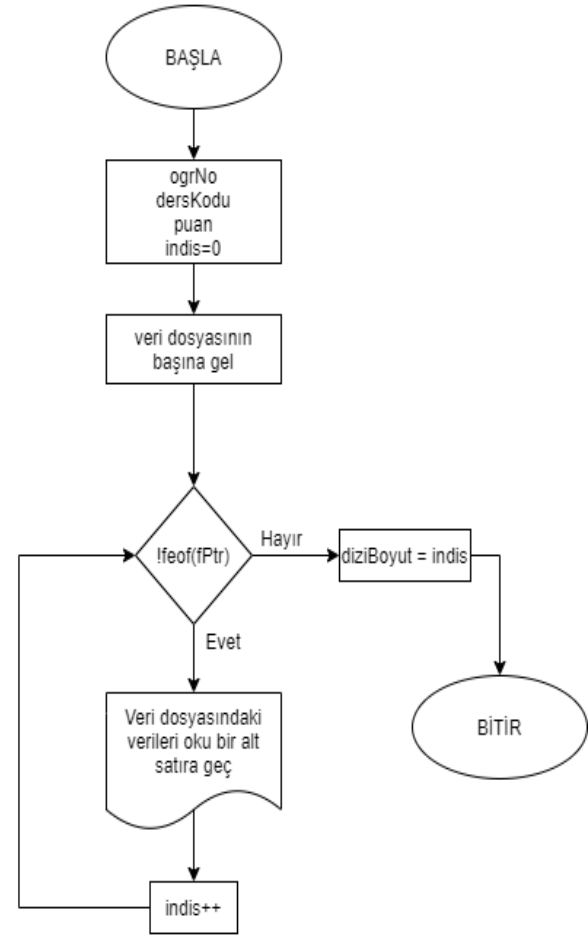 BAŞLA
ogrNo
dersKodu
puan
indis=0
veri dosyasının
başına gel
!feof(fPtr)
Hayır
diziBoyut = indis
Evet
Veri dosyasındaki
verileri oku bir alt
satıra geç
BİTİR
indis++